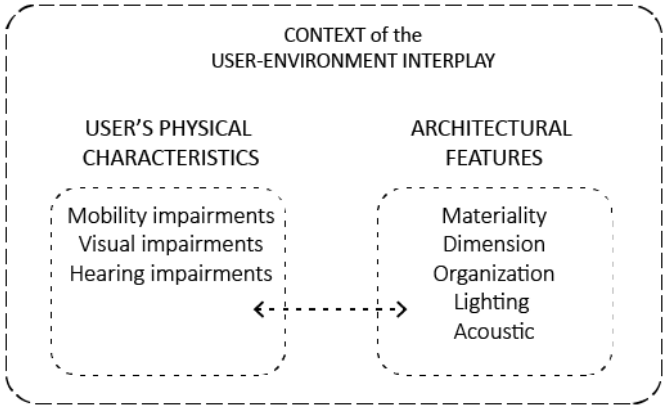 CONTEXT of the
USER-ENVIRONMENT INTERPLAY
USER'S PHYSICAL
CHARACTERISTICS
Mobility impairments
Visual impairments
Hearing impairments
ARCHITECTURAL
FEATURES
Materiality
Dimension
Organization
Lighting
Acoustic